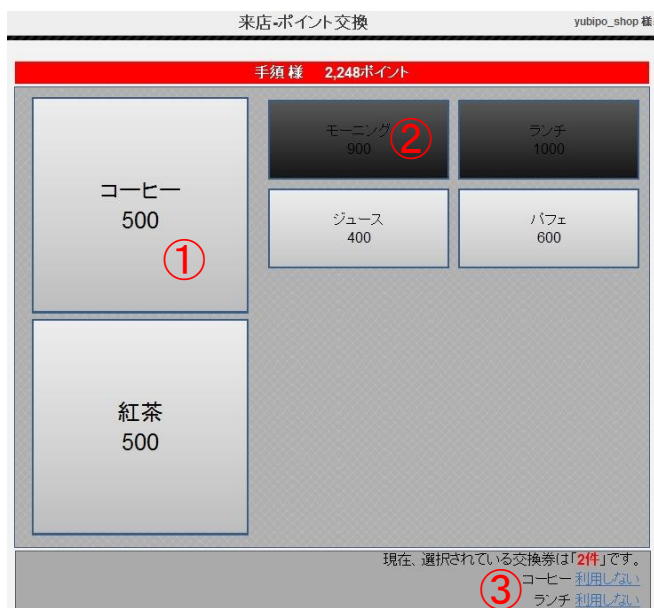 来店-ポイント交換
yubipo_shop 様
手須 様 2,248ポイント
コーヒー
500
①
モーニング
900
②
ランチ
1000
ジュース
400
パフェ
600
紅茶
500
現在、選択されている交換券は「2件」です。
③
コーヒー 利用しない
ランチ 利用しない